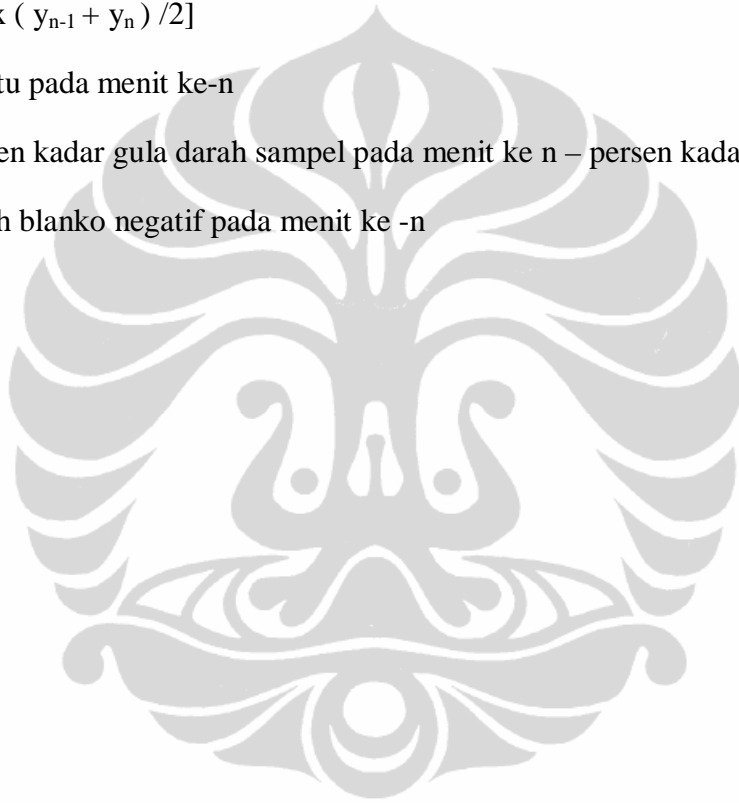 x ( yn-1 + yn ) /2]
tu pada menit ke-n
en kadar gula darah sampel pada menit ke n – persen kada
h blanko negatif pada menit ke -n